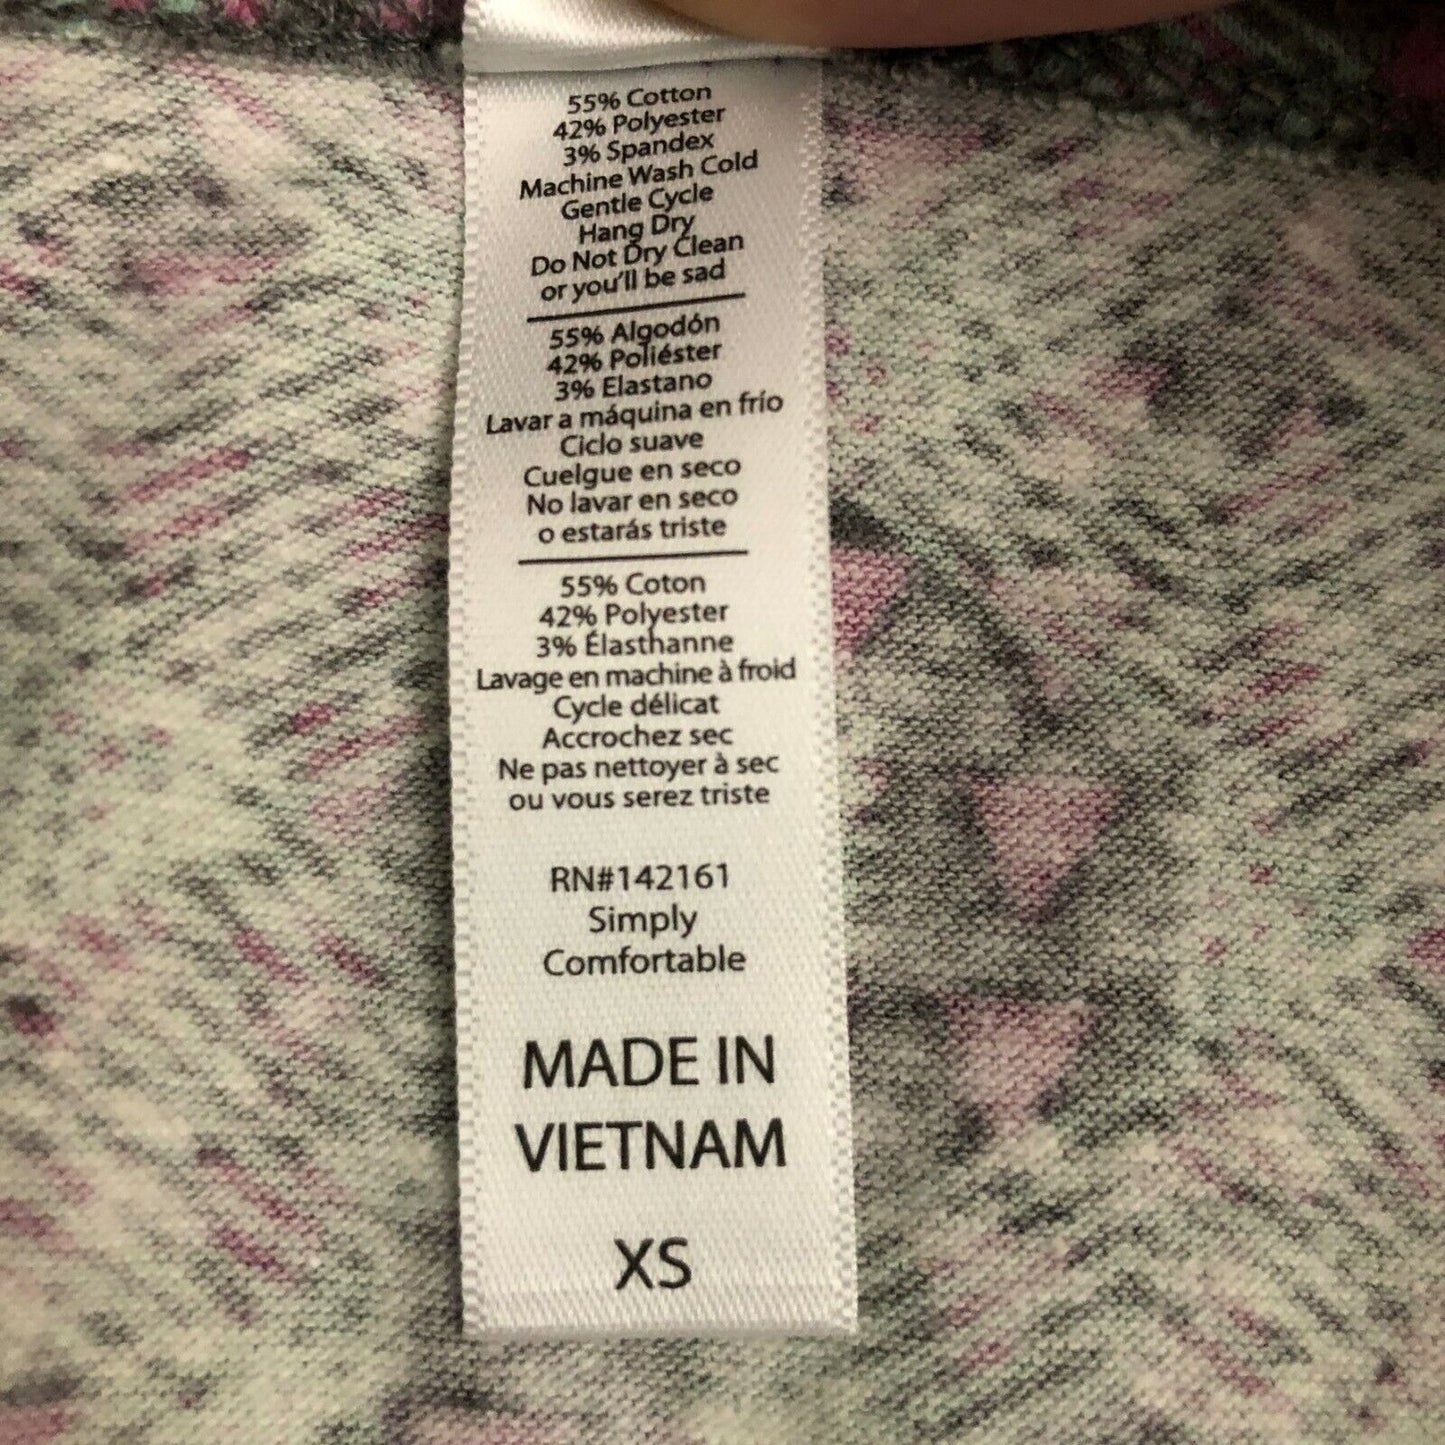 55% Cotton
42% Polyester
3% Spandex
Machine Wash Cold
Gentle Cycle
Hang Dry
Do Not Dry Clean
or you'll be sad
55% Algodón
42% Poliéster
3% Elastano
Lavar a máquina en frío
Ciclo suave
Cuelgue en seco
No lavar en seco
o estarás triste
55% Coton
42% Polyester
3% Élasthanne
Lavage en machine à froid
Cycle délicat
Accrochez sec
Ne pas nettoyer à sec
ou vous serez triste
RN#142161
Simply
Comfortable
MADE IN
VIETNAM
XS